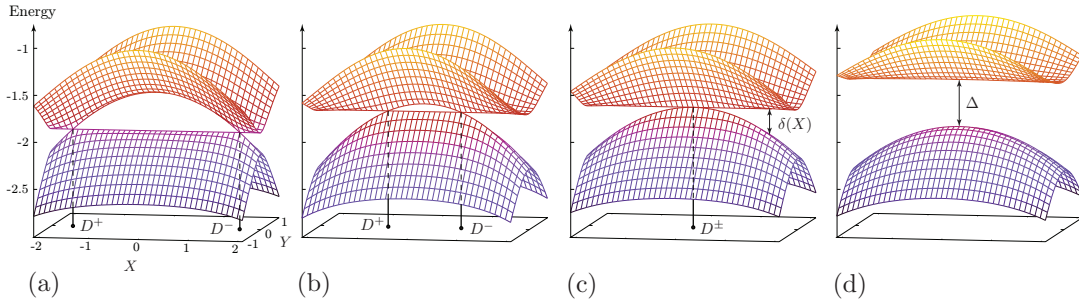 Energy
-1
-1.5
-2
-2.5
D⁺
D⁻
-2
-1
0
1
2
X
-1
0
1
Y
D⁺
D⁻
D±
δ(X)
Δ
(a)
(b)
(c)
(d)